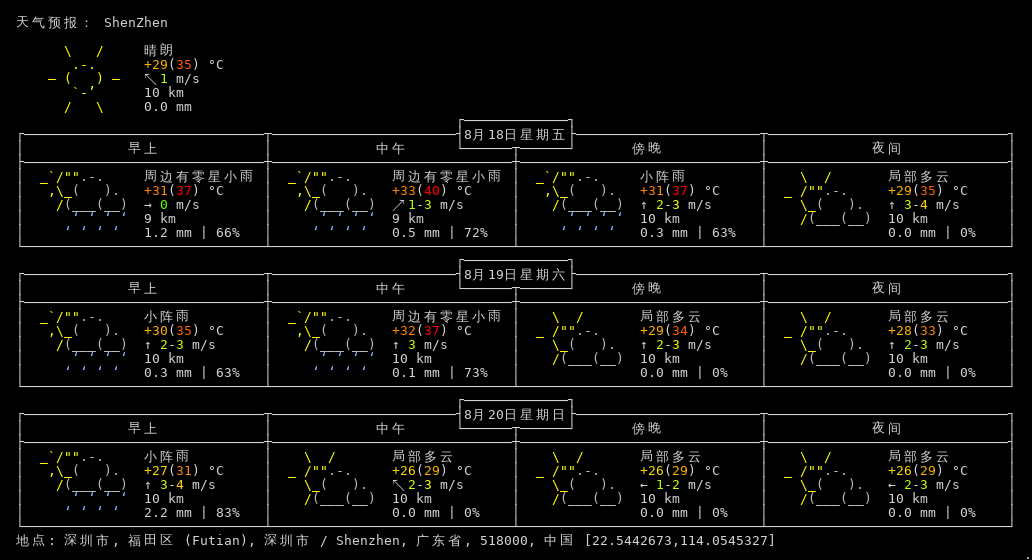 天气预报： ShenZhen
晴朗
+29(35) °C
↖ 1 m/s
10 km
0.0 mm
8月18日星期五
早上 中午 傍晚 夜间
周边有零星小雨 周边有零星小雨 小阵雨 局部多云
+31(37) °C +33(40) °C +31(37) °C +29(35) °C
→ 0 m/s ↗ 1-3 m/s ↑ 2-3 m/s ↑ 3-4 m/s
9 km 9 km 10 km 10 km
1.2 mm | 66% 0.5 mm | 72% 0.3 mm | 63% 0.0 mm | 0%
8月19日星期六
早上 中午 傍晚 夜间
小阵雨 周边有零星小雨 局部多云 局部多云
+30(35) °C +32(37) °C +29(34) °C +28(33) °C
↑ 2-3 m/s ↑ 3 m/s ↑ 2-3 m/s ↑ 2-3 m/s
10 km 10 km 10 km 10 km
0.3 mm | 63% 0.1 mm | 73% 0.0 mm | 0% 0.0 mm | 0%
8月20日星期日
早上 中午 傍晚 夜间
小阵雨 局部多云 局部多云 局部多云
+27(31) °C +26(29) °C +26(29) °C +26(29) °C
↑ 3-4 m/s ↖ 2-3 m/s ← 1-2 m/s ← 2-3 m/s
10 km 10 km 10 km 10 km
2.2 mm | 83% 0.0 mm | 0% 0.0 mm | 0% 0.0 mm | 0%
地点: 深圳市, 福田区 (Futian), 深圳市 / Shenzhen, 广东省, 518000, 中国 [22.5442673,114.0545327]